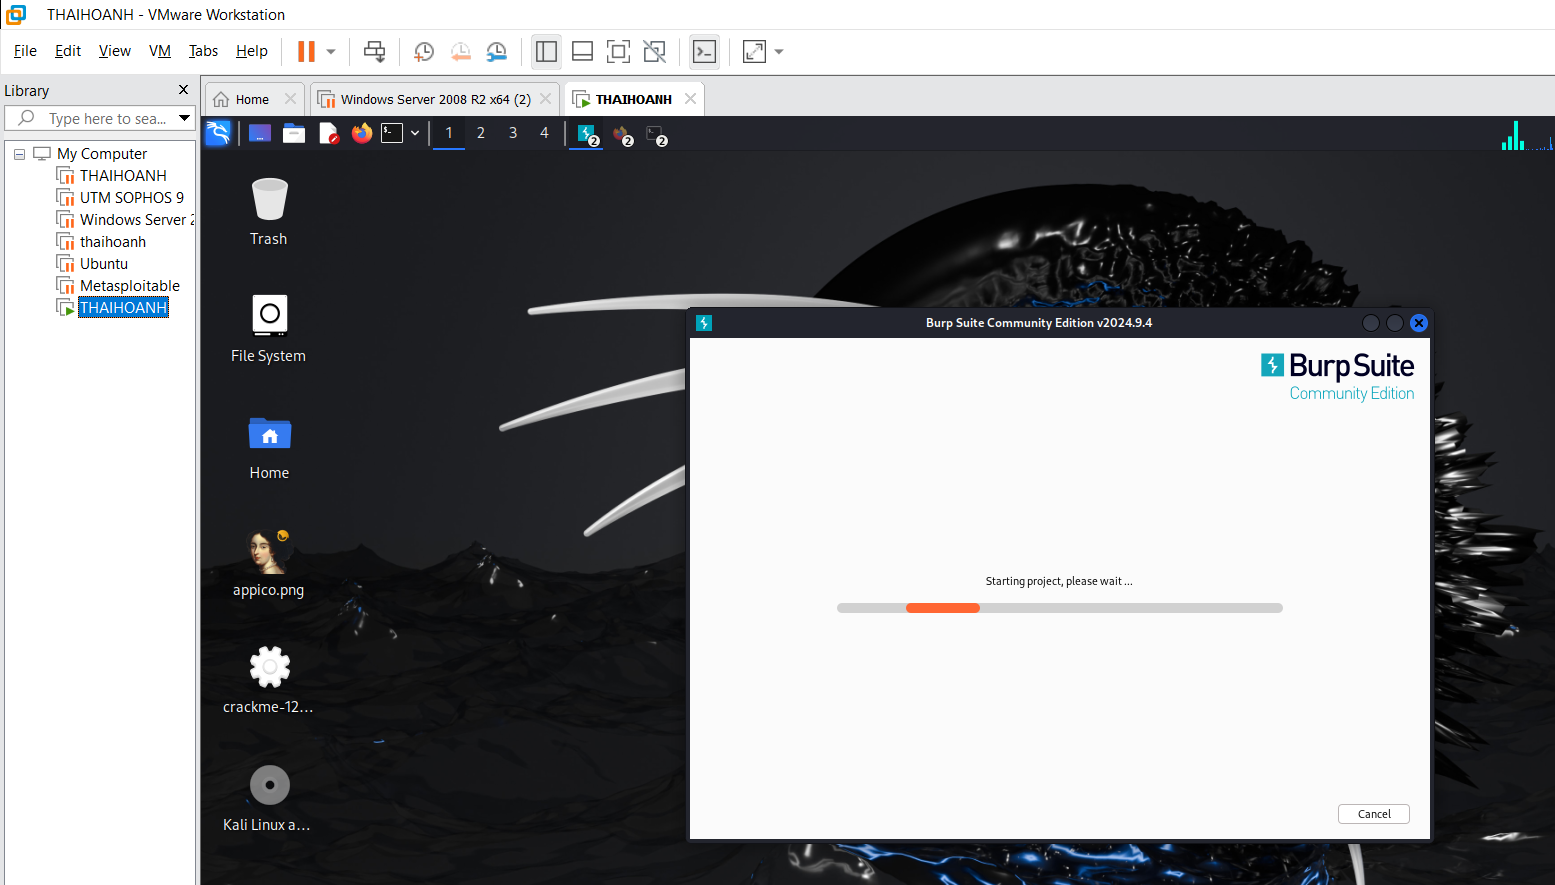 THAIHOANH - VMware Workstation
File Edit View VM Tabs Help
Library
Type here to sea...
My Computer
THAIHOANH
UTM SOPHOS 9
Windows Server 2
thaihoanh
Ubuntu
Metasploitable
THAIHOANH
Home
Windows Server 2008 R2 x64 (2)
THAIHOANH
1 2 3 4
2 2 2
Trash
File System
Home
appico.png
crackme-12...
Kali Linux a...
Burp Suite Community Edition v2024.9.4
Burp Suite
Community Edition
Starting project, please wait ...
Cancel